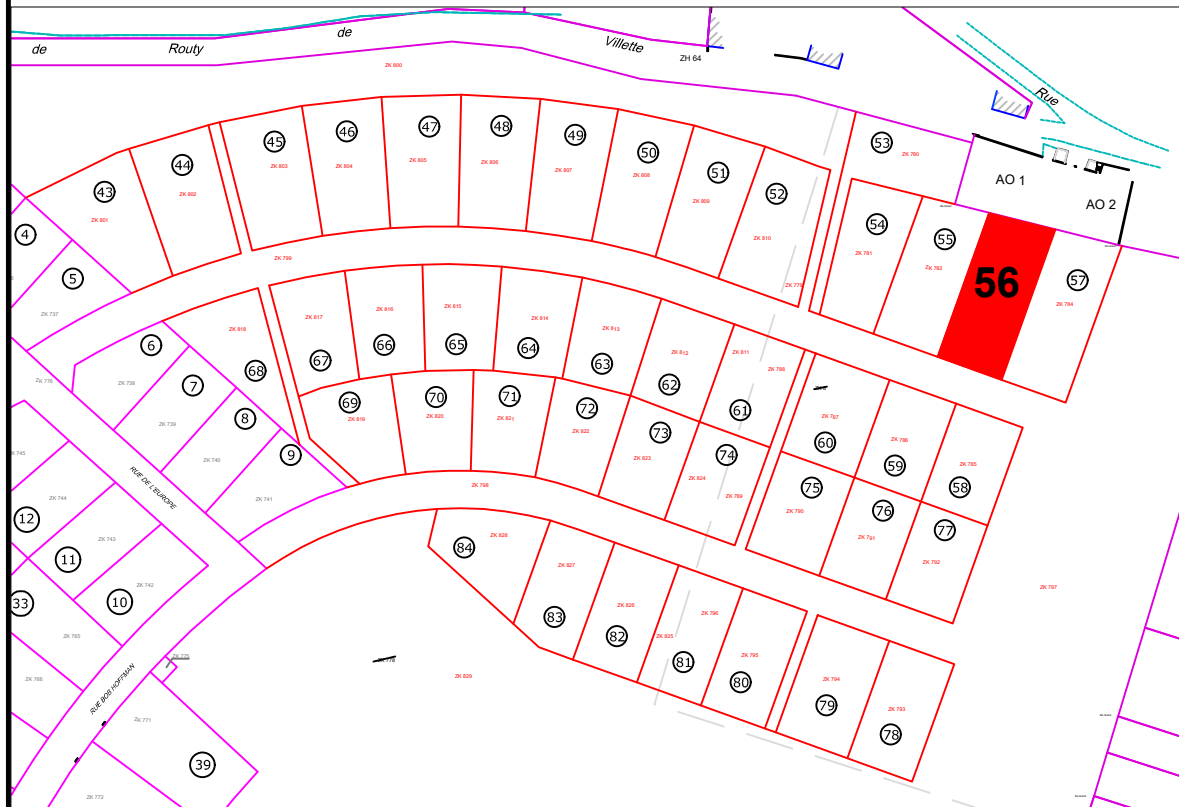 de
Routy
de
Villette
ZH 64
Rue
ZK 800
45
46
47
48
49
50
51
52
53
ZK 780
ZK 803
ZK 804
ZK 805
ZK 806
ZK 807
ZK 808
ZK 809
ZK 810
43
44
ZK 801
ZK 802
AO 1
AO 2
4
5
ZK 737
ZK 799
ZK 779
54
55
56
57
ZK 781
ZK 782
ZK 784
6
7
8
9
ZK 738
ZK 739
ZK 740
ZK 741
ZK 776
ZK 818
68
ZK 817
ZK 816
ZK 815
ZK 814
ZK 813
ZK 812
ZK 811
ZK 788
67
66
65
64
63
62
61
69
70
71
72
73
74
ZK 819
ZK 820
ZK 821
ZK 822
ZK 823
ZK 824
ZK 789
ZK 787
ZK 786
ZK 785
60
59
58
75
76
77
ZK 790
ZK 791
ZK 792
RUE DE L'EUROPE
ZK 798
745
ZK 744
ZK 743
ZK 742
12
11
10
33
ZK 765
ZK 766
RUE BOB HOFFMAN
ZK 775
ZK 778
ZK 771
39
ZK 772
84
83
82
81
80
79
78
ZK 828
ZK 827
ZK 826
ZK 825
ZK 796
ZK 795
ZK 794
ZK 793
ZK 829
ZK 797